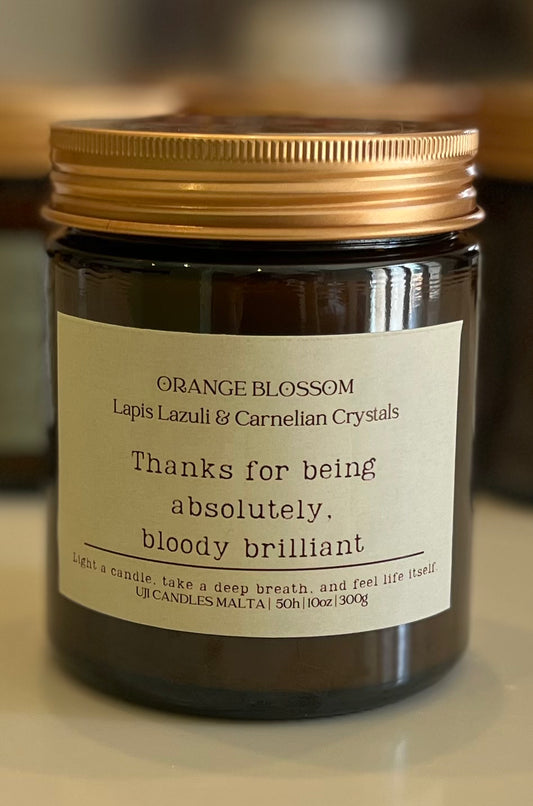 ORANGE BLOSSOM
Lapis Lazuli & Carnelian Crystals
Thanks for being
absolutely,
bloody brilliant
Light a candle, take a deep breath, and feel life itself.
UJI CANDLES MALTA | 50h | 10oz | 300g